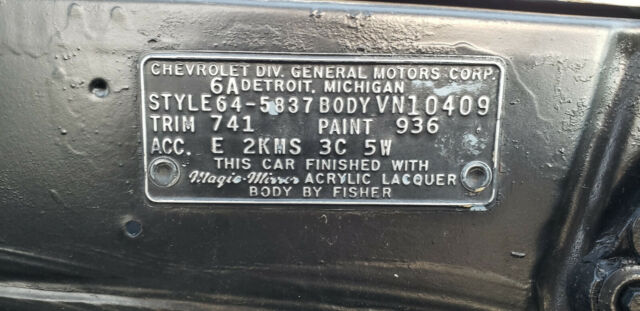 CHEVROLET DIV. GENERAL MOTORS CORP.
6A DETROIT, MICHIGAN
STYLE 64-5837 BODY VN10409
TRIM 741 PAINT 936
ACC. E 2KMS 3C 5W
THIS CAR FINISHED WITH
Magic-Mirror ACRYLIC LACQUER
BODY BY FISHER